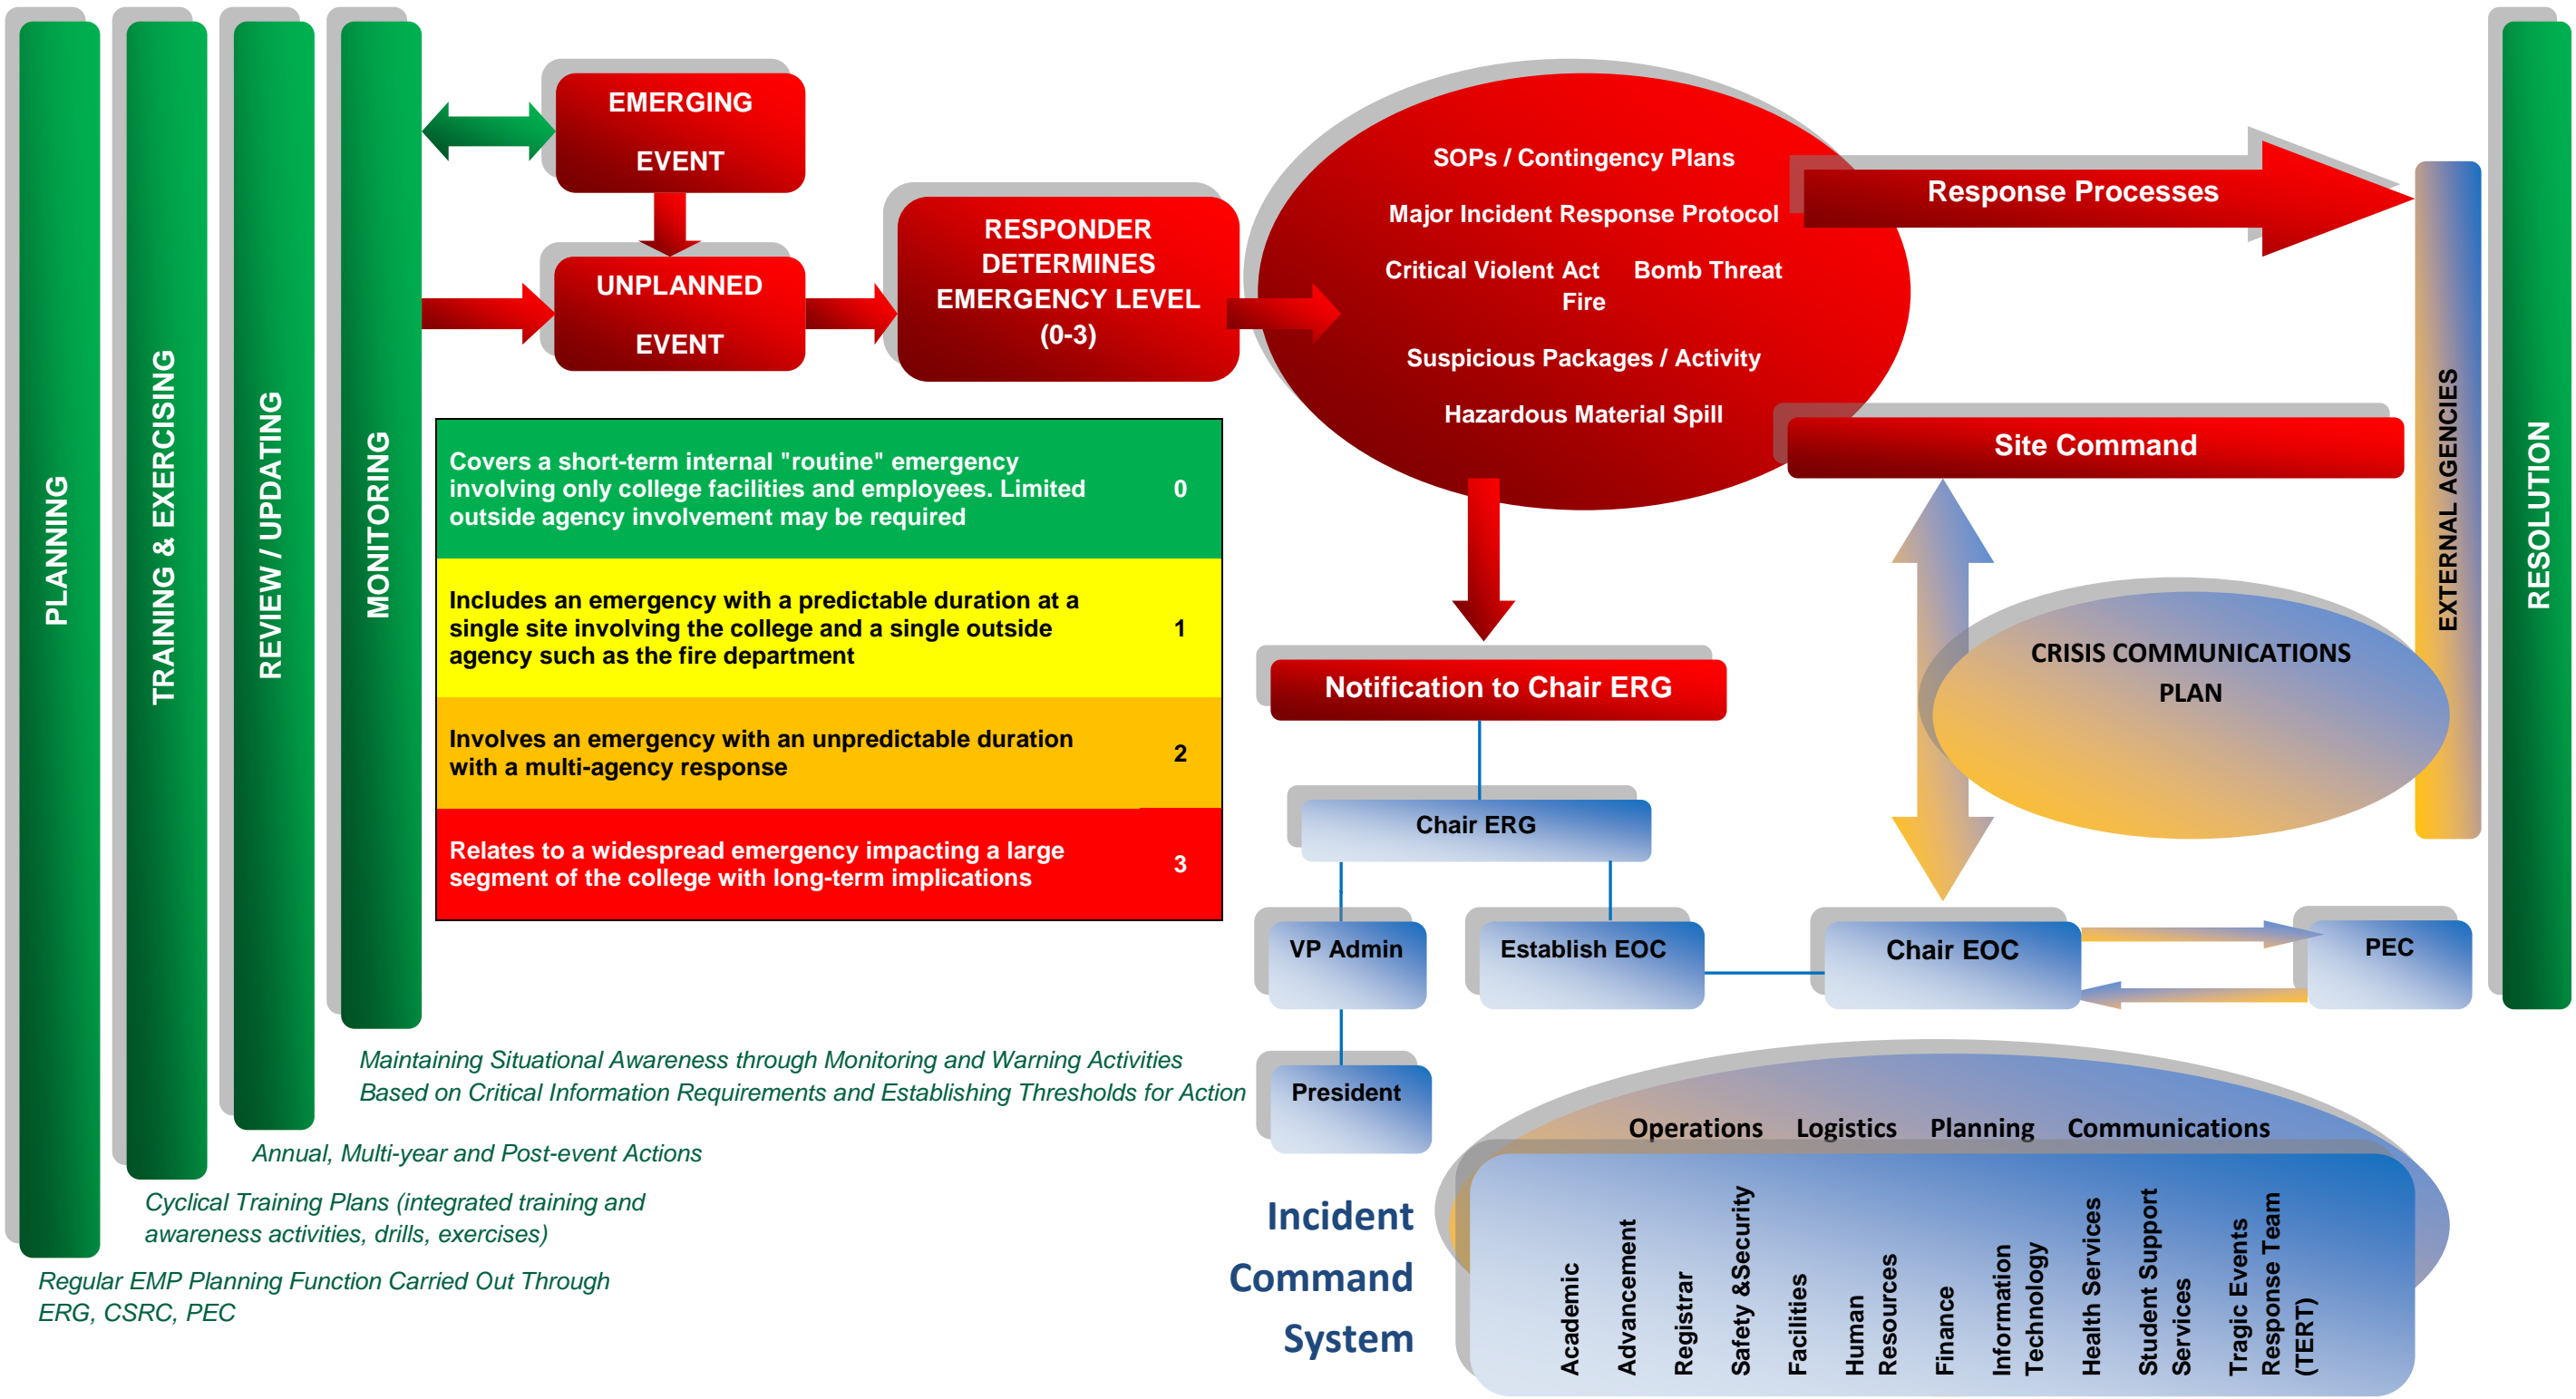 PLANNING
TRAINING & EXERCISING
REVIEW / UPDATING
MONITORING
EMERGING
EVENT
UNPLANNED
EVENT
RESPONDER
DETERMINES
EMERGENCY LEVEL
(0-3)
SOPs / Contingency Plans
Major Incident Response Protocol
Critical Violent Act Bomb Threat
Fire
Suspicious Packages / Activity
Hazardous Material Spill
Response Processes
Site Command
EXTERNAL AGENCIES
RESOLUTION
Covers a short-term internal "routine" emergency
involving only college facilities and employees. Limited 0
outside agency involvement may be required
Includes an emergency with a predictable duration at a
single site involving the college and a single outside 1
agency such as the fire department
Involves an emergency with an unpredictable duration
with a multi-agency response 2
Relates to a widespread emergency impacting a large
segment of the college with long-term implications 3
CRISIS COMMUNICATIONS
PLAN
Notification to Chair ERG
Chair ERG
VP Admin
Establish EOC
Chair EOC
PEC
President
Maintaining Situational Awareness through Monitoring and Warning Activities
Based on Critical Information Requirements and Establishing Thresholds for Action
Annual, Multi-year and Post-event Actions
Cyclical Training Plans (integrated training and
awareness activities, drills, exercises)
Regular EMP Planning Function Carried Out Through
ERG, CSRC, PEC
Incident
Command
System
Operations Logistics Planning Communications
Academic
Advancement
Registrar
Safety &Security
Facilities
Human
Resources
Finance
Information
Technology
Health Services
Student Support
Services
Tragic Events
Response Team
(TERT)